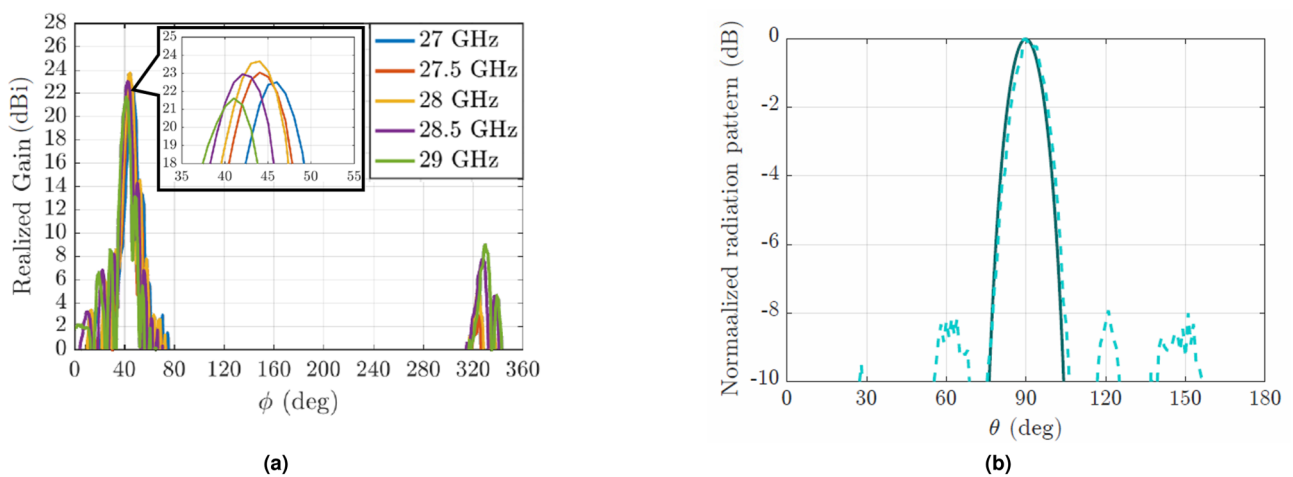 28
26
24
22
20
18
16
14
12
10
8
6
4
2
0
Realized Gain (dBi)
25
24
23
22
21
20
19
18
35 40 45 50 55
27 GHz
27.5 GHz
28 GHz
28.5 GHz
29 GHz
0 40 80 120 160 200 240 280 320 360
ϕ (deg)
(a)
Normaalized radiation pattern (dB)
0
-2
-4
-6
-8
-10
0 30 60 90 120 150 180
θ (deg)
(b)